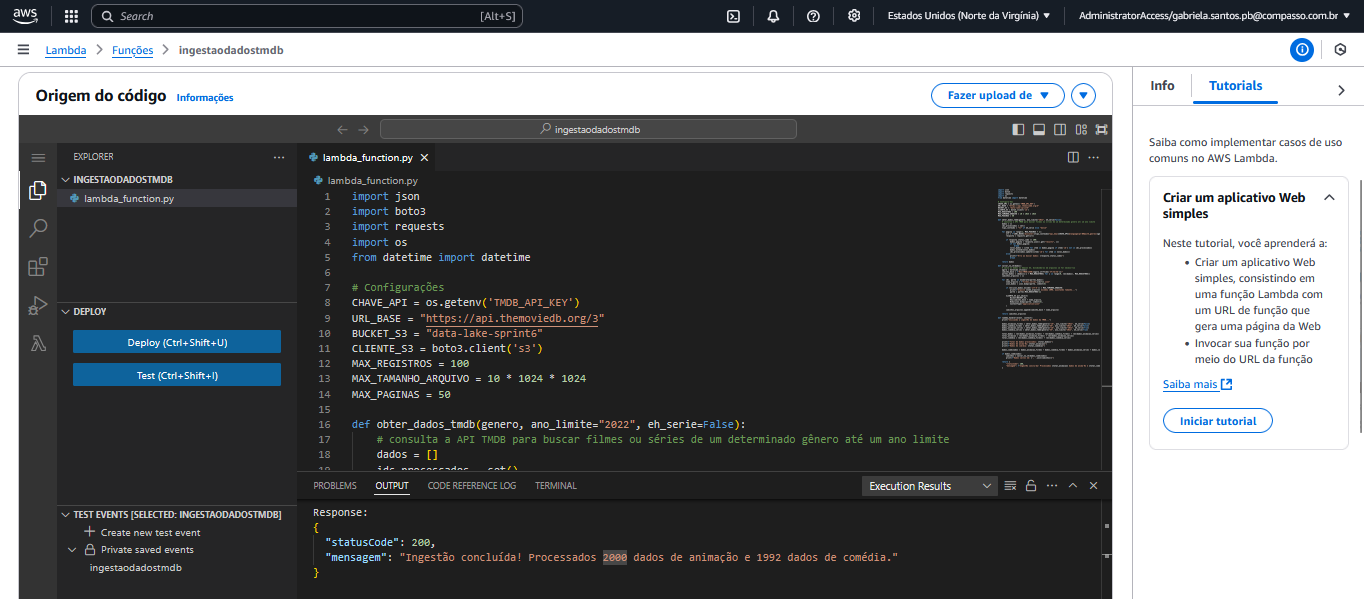 aws Search [Alt+S] Estados Unidos (Norte da Virgínia) ▼ AdministratorAccess/gabriela.santos.pb@compasso.com.br ▼
Lambda > Funções > ingestaodadostmdb
Origem do código Informações
Fazer upload de ▼
ingestaodadostmdb
EXPLORER
INGESTAODADOSTMDB
lambda_function.py
DEPLOY
Deploy (Ctrl+Shift+U)
Test (Ctrl+Shift+I)
TEST EVENTS [SELECTED: INGESTAODADOSTMDB]
Create new test event
Private saved events
ingestaodadostmdb
lambda_function.py
lambda_function.py
1 import json
2 import boto3
3 import requests
4 import os
5 from datetime import datetime
6
7 # Configurações
8 CHAVE_API = os.getenv('TMDB_API_KEY')
9 URL_BASE = "https://api.themoviedb.org/3"
10 BUCKET_S3 = "data-lake-sprint6"
11 CLIENTE_S3 = boto3.client('s3')
12 MAX_REGISTROS = 100
13 MAX_TAMANHO_ARQUIVO = 10 * 1024 * 1024
14 MAX_PAGINAS = 50
15
16 def obter_dados_tmdb(genero, ano_limite="2022", eh_serie=False):
17 # consulta a API TMDB para buscar filmes ou séries de um determinado gênero até um ano limite
18 dados = []
19 ids_processados = set()
PROBLEMS OUTPUT CODE REFERENCE LOG TERMINAL
Execution Results
Response:
{
"statusCode": 200,
"mensagem": "Ingestão concluída! Processados 2000 dados de animação e 1992 dados de comédia."
}
Info Tutorials
Saiba como implementar casos de uso
comuns no AWS Lambda.
Criar um aplicativo Web
simples
Neste tutorial, você aprenderá a:
• Criar um aplicativo Web
simples, consistindo em
uma função Lambda com
um URL de função que
gera uma página da Web
• Invocar sua função por
meio do URL da função
Saiba mais
Iniciar tutorial